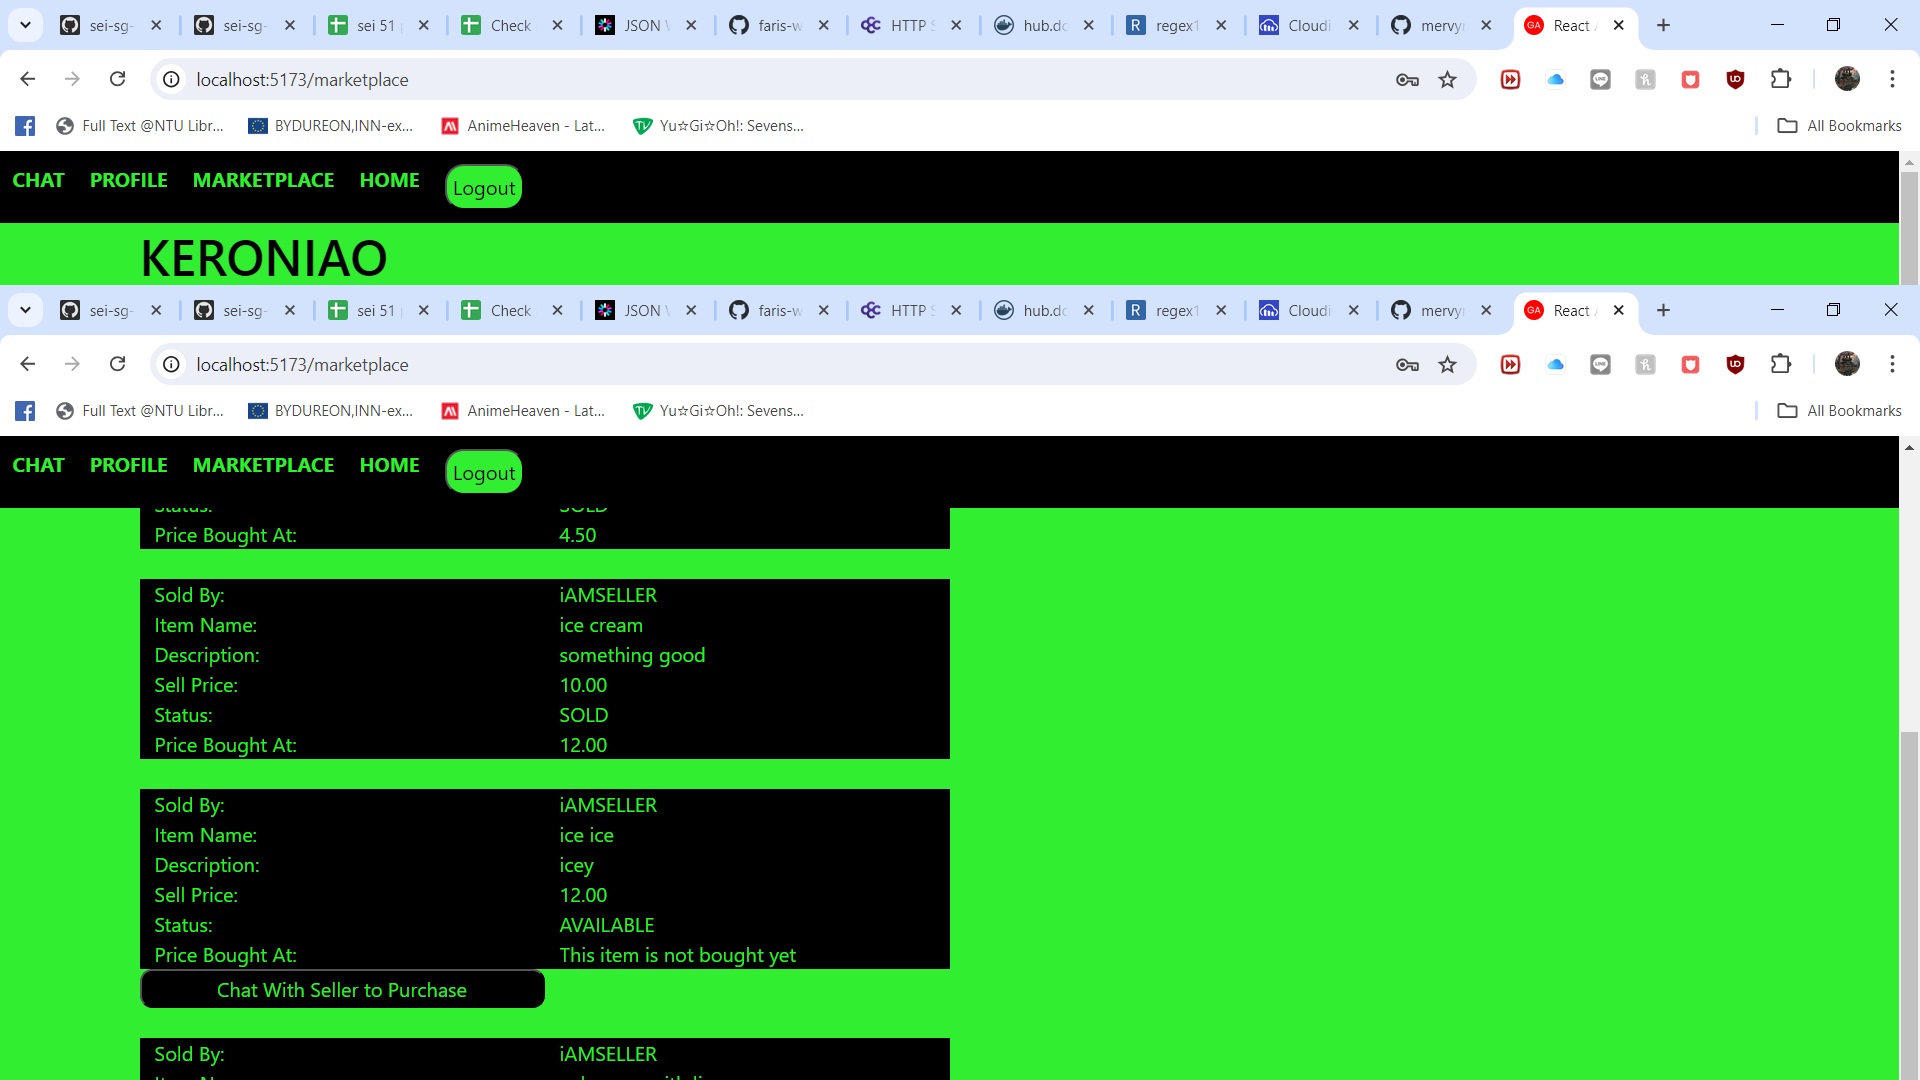 sei-sg- sei-sg- sei 51 Check JSON faris-w HTTP S hub.dc regex1 Cloudi mervy React
localhost:5173/marketplace
Full Text @NTU Libr... BYDUREON,INN-ex... AnimeHeaven - Lat... Yu☆Gi☆Oh!: Sevens... All Bookmarks
CHAT PROFILE MARKETPLACE HOME Logout
KERONIAO
sei-sg- sei-sg- sei 51 Check JSON faris-w HTTP S hub.dc regex1 Cloudi mervy React
localhost:5173/marketplace
Full Text @NTU Libr... BYDUREON,INN-ex... AnimeHeaven - Lat... Yu☆Gi☆Oh!: Sevens... All Bookmarks
CHAT PROFILE MARKETPLACE HOME Logout
Status: SOLD
Price Bought At: 4.50
Sold By: iAMSELLER
Item Name: ice cream
Description: something good
Sell Price: 10.00
Status: SOLD
Price Bought At: 12.00
Sold By: iAMSELLER
Item Name: ice ice
Description: icey
Sell Price: 12.00
Status: AVAILABLE
Price Bought At: This item is not bought yet
Chat With Seller to Purchase
Sold By: iAMSELLER